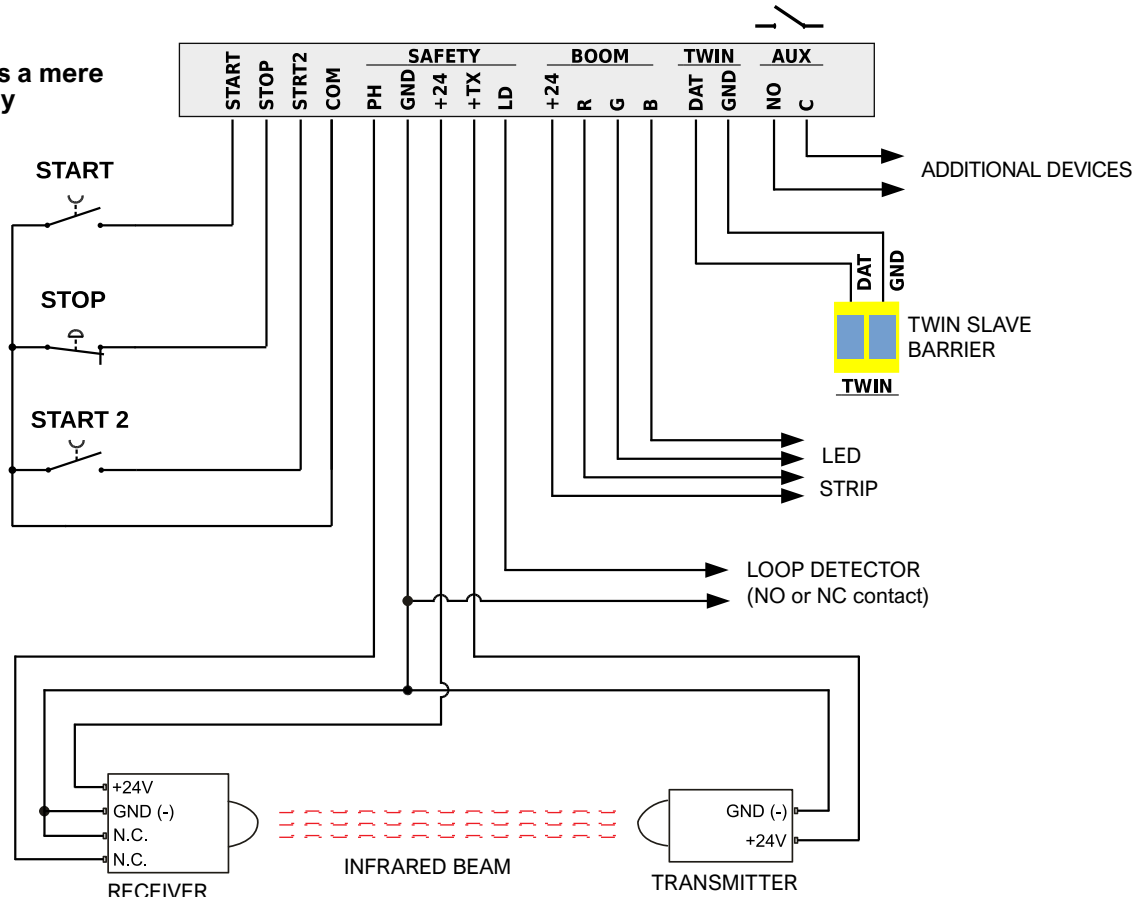 s a mere
y
SAFETY BOOM TWIN AUX
START STOP STRT2 COM PH GND +24 +TX LD +24 R G B DAT GND NO C
START
ADDITIONAL DEVICES
DAT GND
STOP
TWIN SLAVE
BARRIER
TWIN
START 2
LED
STRIP
LOOP DETECTOR
(NO or NC contact)
+24V
GND (-)
N.C.
N.C.
GND (-)
+24V
INFRARED BEAM
RECEIVER
TRANSMITTER